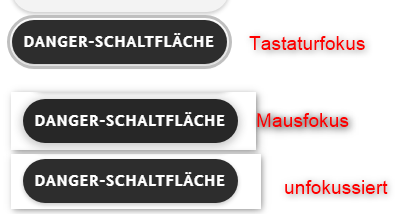 DANGER-SCHALTFLÄCHE Tastaturfokus
DANGER-SCHALTFLÄCHE Mausfokus
DANGER-SCHALTFLÄCHE unfokussiert